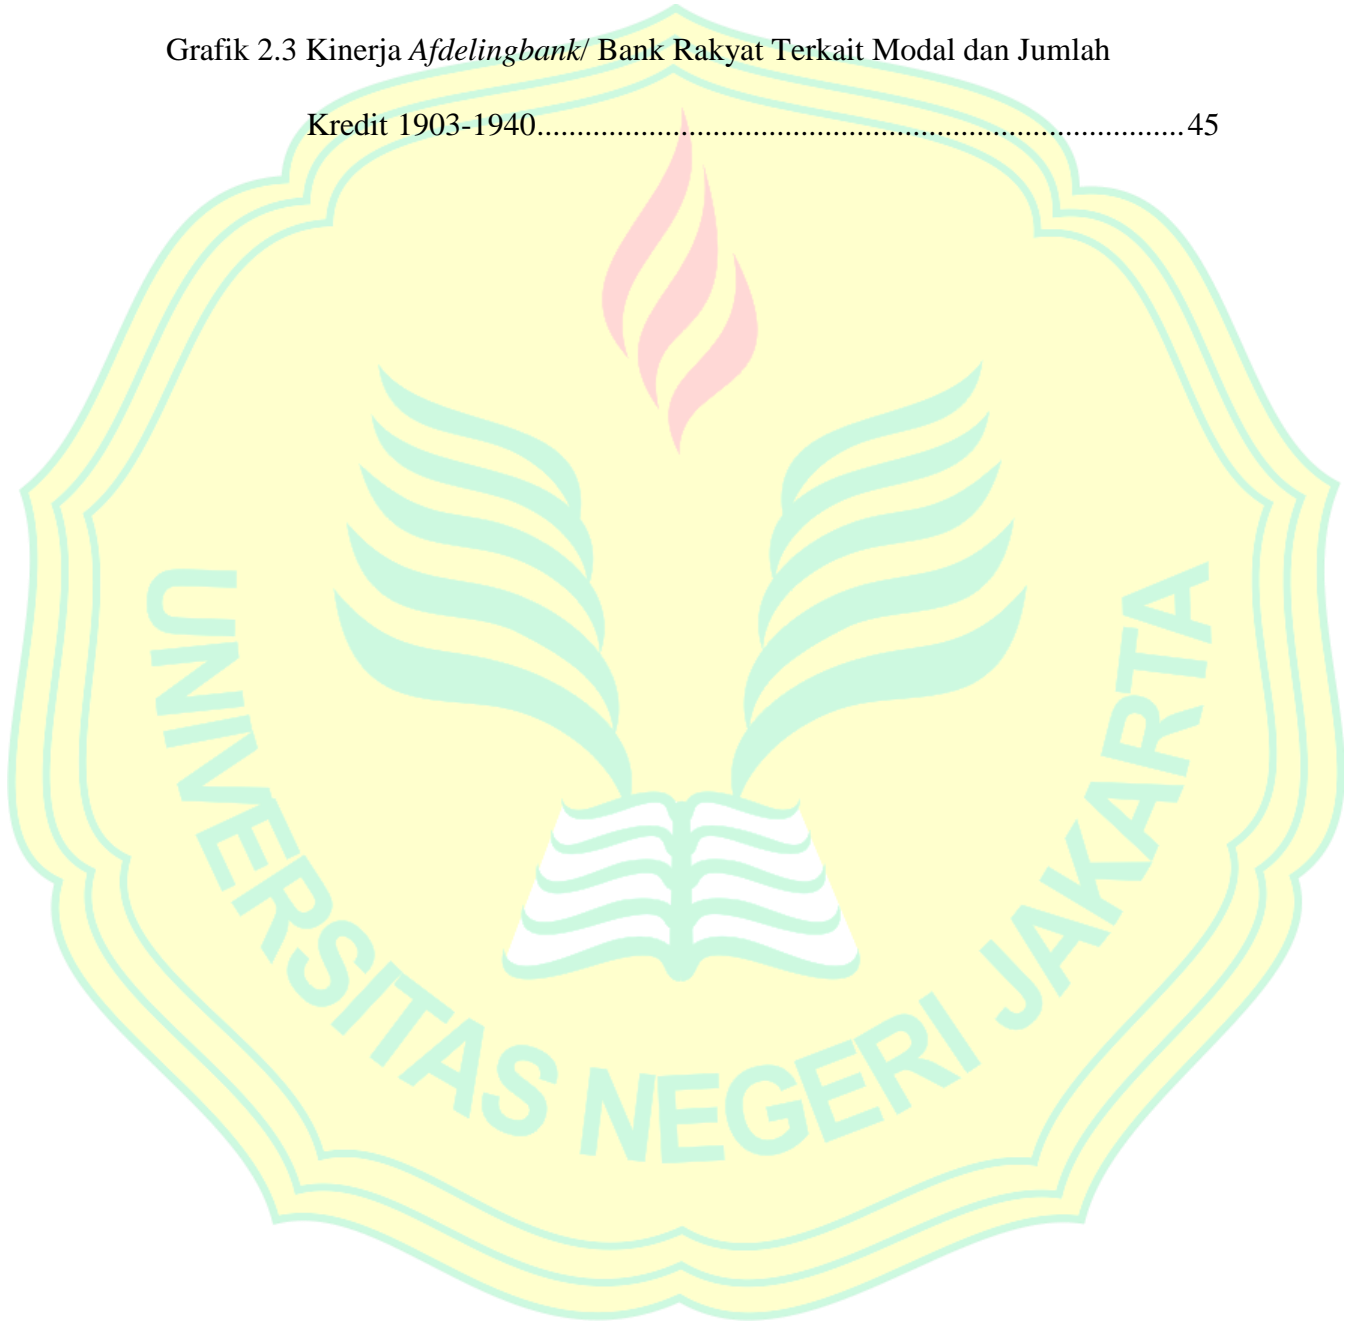 Grafik 2.3 Kinerja Afdelingbank/ Bank Rakyat Terkait Modal dan Jumlah
Kredit 1903-1940.................................................................................45
UNIVERSITAS NEGERI JAKARTA